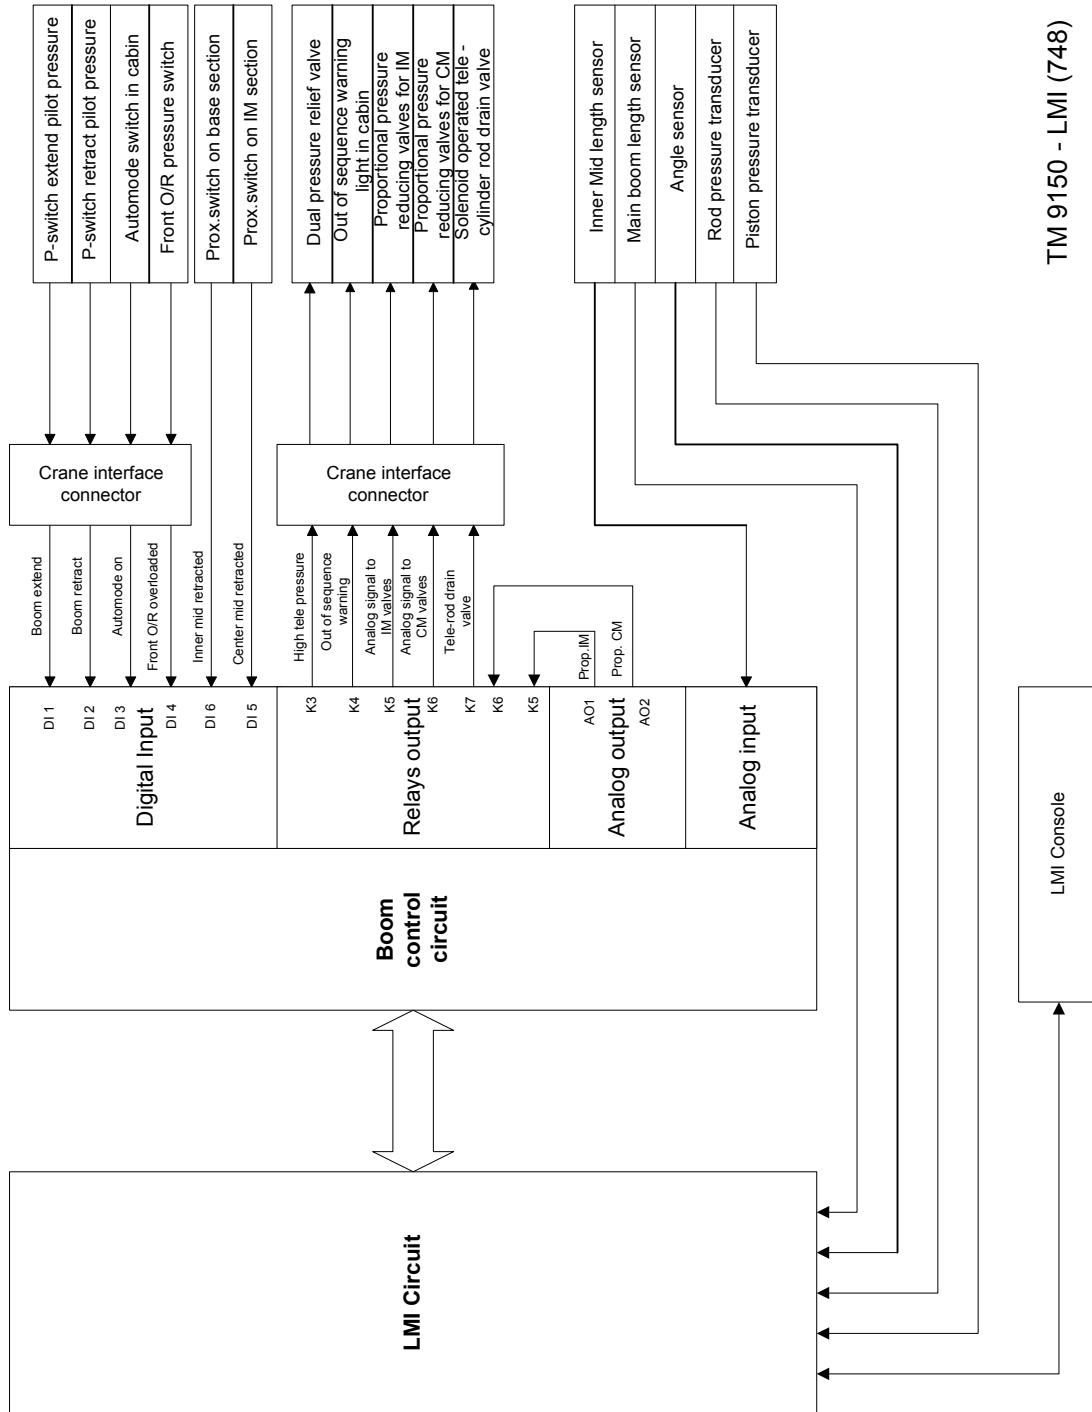 P-switch extend pilot pressure
P-switch retract pilot pressure
Automode switch in cabin
Front O/R pressure switch
Prox.switch on base section
Prox.switch on IM section
Dual pressure relief valve
Out of sequence warning
light in cabin
Proportional pressure
reducing valves for IM
Proportional pressure
reducing valves for CM
Solenoid operated tele -
cylinder rod drain valve
Inner Mid length sensor
Main boom length sensor
Angle sensor
Rod pressure transducer
Piston pressure transducer
TM 9150 - LMI (748)
Crane interface
connector
Crane interface
connector
Boom extend
Boom retract
Automode on
Front O/R overloaded
Inner mid retracted
Center mid retracted
High tele pressure
Out of sequence
warning
Analog signal to
IM valves
Analog signal to
CM valves
Tele-rod drain
valve
Prop.IM
Prop. CM
DI 1
DI 2
DI 3
DI 4
DI 6
DI 5
Digital Input
K3
K4
K5
K6
K7
K6
K5
Relays output
AO1
AO2
Analog output
Analog input
Boom
control
circuit
LMI Console
LMI Circuit